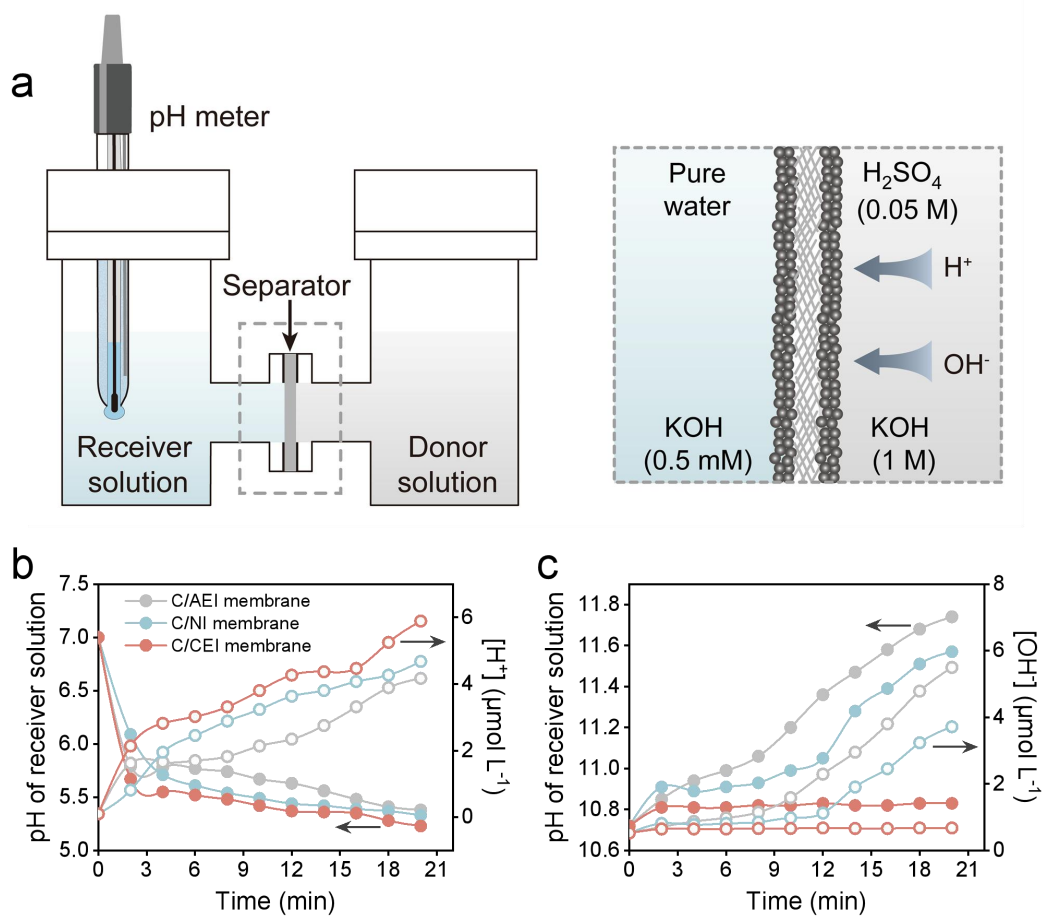 a
pH meter
Separator
Receiver
solution
Donor
solution
Pure
water
H₂SO₄
(0.05 M)
H⁺
OH⁻
KOH
(0.5 mM)
KOH
(1 M)
b
7.5
7.0
6.5
6.0
5.5
5.0
pH of receiver solution
C/AEI membrane
C/NI membrane
C/CEI membrane
6
4
2
0
[H⁺] (μmol L⁻¹)
0 3 6 9 12 15 18 21
Time (min)
c
11.8
11.6
11.4
11.2
11.0
10.8
10.6
pH of receiver solution
8
6
4
2
0
[OH⁻] (μmol L⁻¹)
0 3 6 9 12 15 18 21
Time (min)